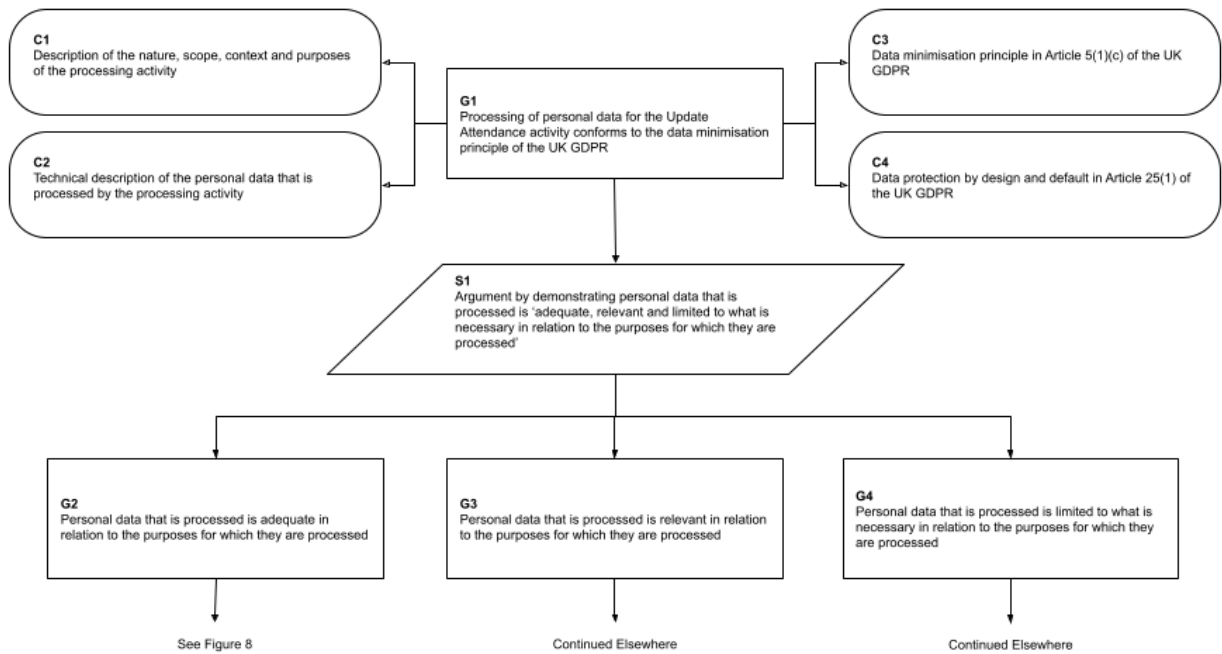 C1
Description of the nature, scope, context and purposes
of the processing activity
C2
Technical description of the personal data that is
processed by the processing activity
G1
Processing of personal data for the Update
Attendance activity conforms to the data minimisation
principle of the UK GDPR
C3
Data minimisation principle in Article 5(1)(c) of the UK
GDPR
C4
Data protection by design and default in Article 25(1) of
the UK GDPR
S1
Argument by demonstrating personal data that is
processed is ‘adequate, relevant and limited to what is
necessary in relation to the purposes for which they are
processed’
G2
Personal data that is processed is adequate in
relation to the purposes for which they are processed
G3
Personal data that is processed is relevant in relation
to the purposes for which they are processed
G4
Personal data that is processed is limited to what is
necessary in relation to the purposes for which they
are processed
See Figure 8
Continued Elsewhere
Continued Elsewhere